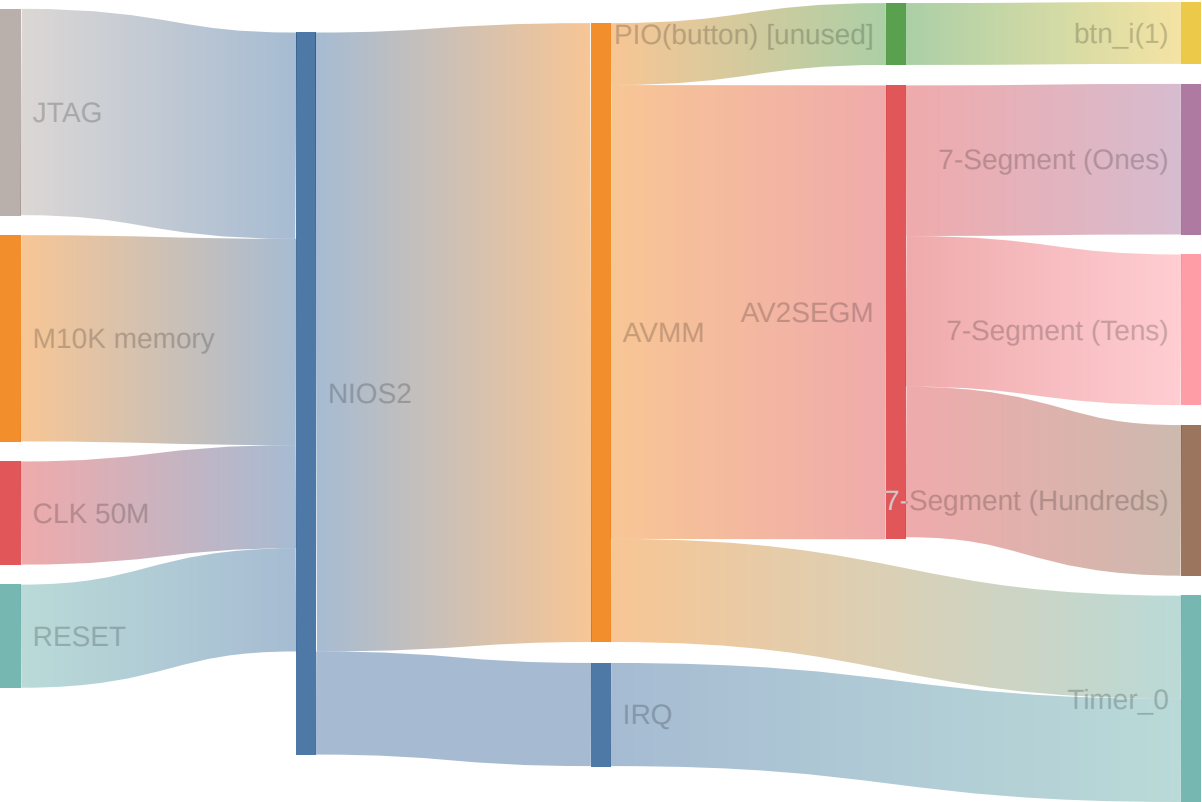 JTAG
M10K memory
CLK 50M
RESET
NIOS2
AVMM
IRQ
PIO(button) [unused]
AV2SEGM
btn_i(1)
7-Segment (Ones)
7-Segment (Tens)
7-Segment (Hundreds)
Timer_0